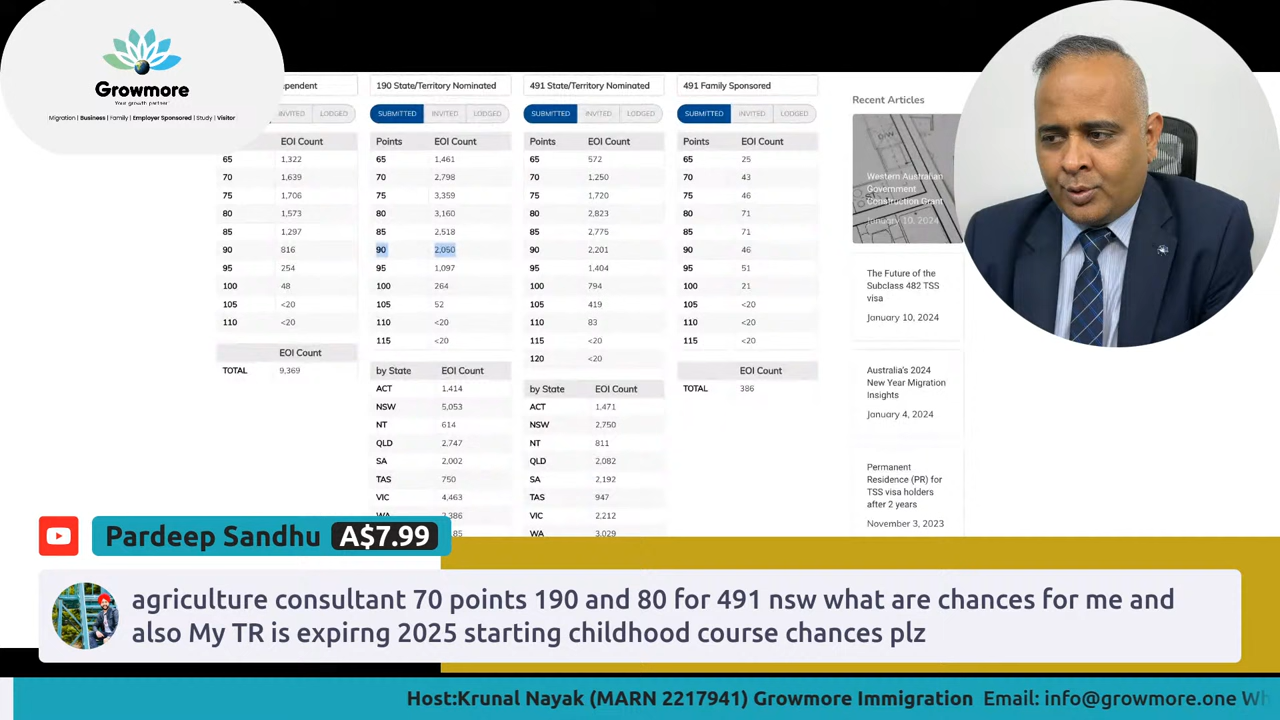 Growmore
Your growth partner
Migration | Business | Family | Employer Sponsored | Study | Visitor
pendent
INVITED LODGED
EOI Count
65 1,322
70 1,639
75 1,706
80 1,573
85 1,297
90 816
95 254
100 48
105 <20
110 <20
EOI Count
TOTAL 9,369
190 State/Territory Nominated
SUBMITTED INVITED LODGED
Points EOI Count
65 1,461
70 2,798
75 3,359
80 3,160
85 2,518
90 2,050
95 1,097
100 264
105 52
110 <20
115 <20
by State EOI Count
ACT 1,414
NSW 5,053
NT 614
QLD 2,747
SA 2,002
TAS 750
VIC 4,463
491 State/Territory Nominated
SUBMITTED INVITED LODGED
Points EOI Count
65 572
70 1,250
75 1,720
80 2,823
85 2,775
90 2,201
95 1,404
100 794
105 419
110 83
115 <20
120 <20
by State EOI Count
ACT 1,471
NSW 2,750
NT 811
QLD 2,082
SA 2,192
TAS 947
VIC 2,212
WA 3,029
491 Family Sponsored
SUBMITTED INVITED LODGED
Points EOI Count
65 25
70 43
75 46
80 71
85 71
90 46
95 51
100 21
105 <20
110 <20
115 <20
EOI Count
TOTAL 386
Recent Articles
Western Australian
Government
Construction Grant
January 10, 2024
The Future of the
Subclass 482 TSS
visa
January 10, 2024
Australia's 2024
New Year Migration
Insights
January 4, 2024
Permanent
Residence (PR) for
TSS visa holders
after 2 years
November 3, 2023
Pardeep Sandhu A$7.99
agriculture consultant 70 points 190 and 80 for 491 nsw what are chances for me and
also My TR is expirng 2025 starting childhood course chances plz
Host:Krunal Nayak (MARN 2217941) Growmore Immigration Email: info@growmore.one